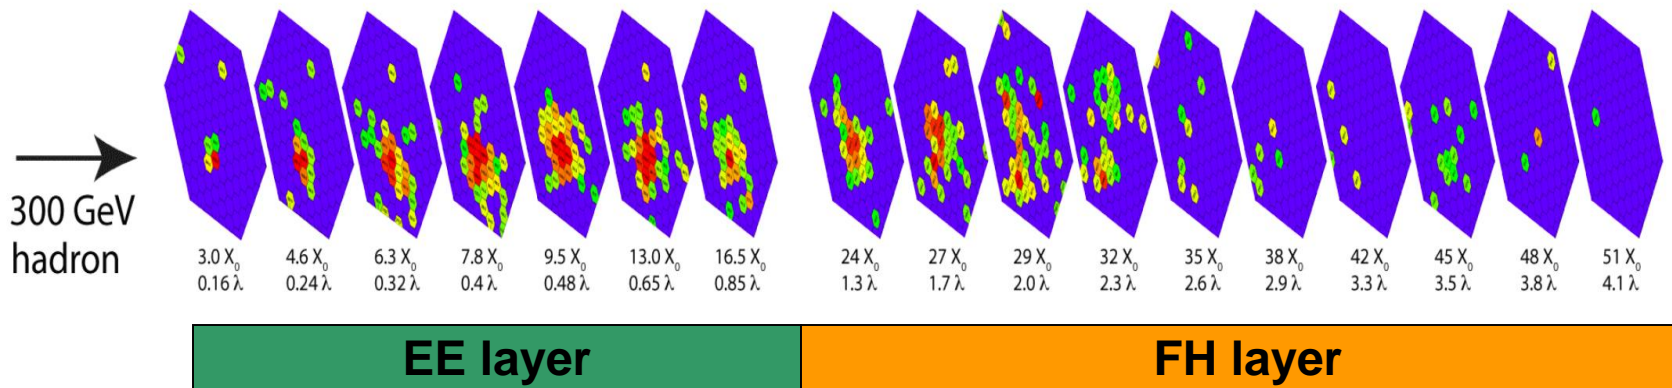 300 GeV
hadron
3.0 X₀ 4.6 X₀ 6.3 X₀ 7.8 X₀ 9.5 X₀ 13.0 X₀ 16.5 X₀ 24 X₀ 27 X₀ 29 X₀ 32 X₀ 35 X₀ 38 X₀ 42 X₀ 45 X₀ 48 X₀ 51 X₀
0.16 λ 0.24 λ 0.32 λ 0.4 λ 0.48 λ 0.65 λ 0.85 λ 1.3 λ 1.7 λ 2.0 λ 2.3 λ 2.6 λ 2.9 λ 3.3 λ 3.5 λ 3.8 λ 4.1 λ
EE layer FH layer